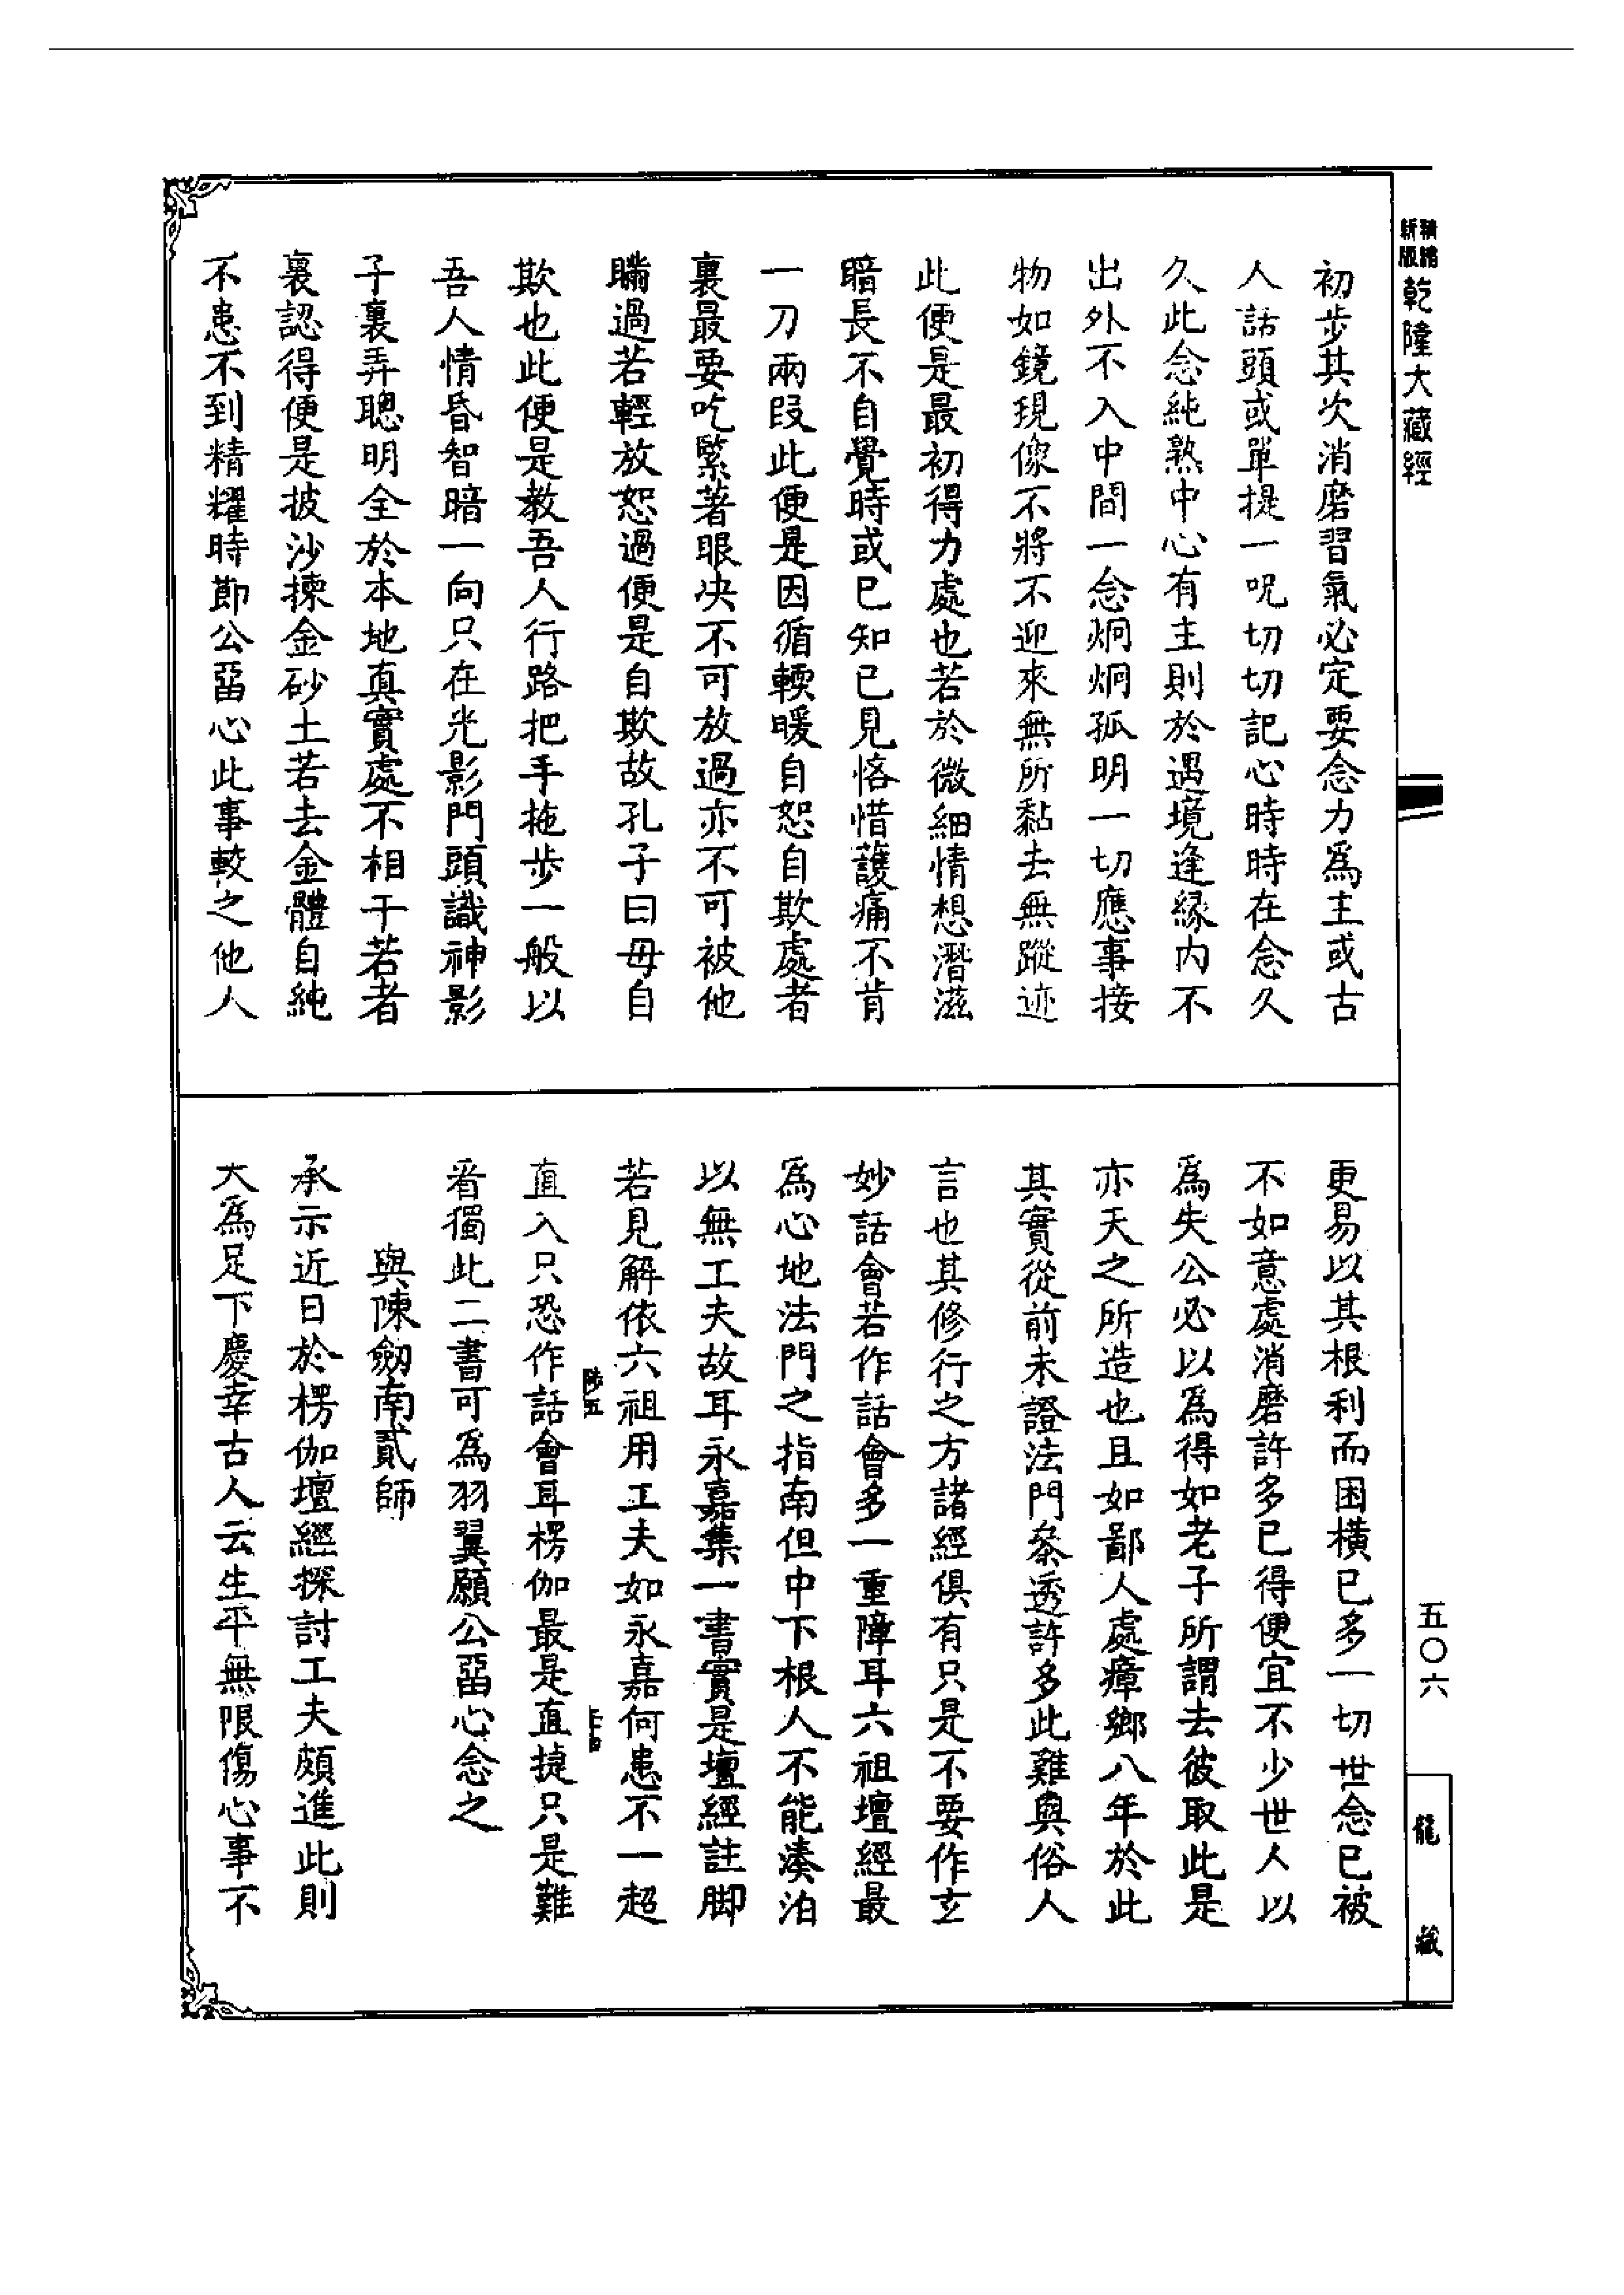 新版精縮乾隆大藏經
初步其次消磨習氣必定要念力爲主或古
人話頭或單提一呪切切記心時時在念久
久此念純熟中心有主則於遇境逢緣内不
出外不入中間一念炯炯孤明一切應事接
物如鏡現像不將不迎來無所黏去無蹤迹
此便是最初得力處也若於微細情想潛滋
暗長不自覺時或已知已見悋惜護痛不肯
一刀兩段此便是因循輭暖自恕自欺處者
裏最要吃緊著眼决不可放過亦不可被他
瞞過若輕放恕過便是自欺故孔子曰毋自
欺也此便是教吾人行路把手拖步一般以
吾人情昏智暗一向只在光影門頭識神影
子裏弄聰明全於本地真實處不相干若者
裏認得便是披沙揀金砂土若去金體自純
不患不到精耀時節公畱心此事較之他人
更易以其根利而困橫已多一切世念已被
不如意處消磨許多已得便宜不少世人以
爲失公必以爲得如老子所謂去彼取此是
亦天之所造也且如鄙人處瘴鄉八年於此
其實從前未證法門叅透許多此難與俗人
言也其修行之方諸經俱有只是不要作玄
妙話會若作話會多一重障耳六祖壇經最
爲心地法門之指南但中下根人不能湊泊
以無工夫故耳永嘉集一書實是壇經註脚
若見解依六祖用工夫如永嘉何患不一超
直入只恐作話會耳楞伽最是直捷只是難
看獨此二書可爲羽翼願公畱心念之
與陳劒南貳師
承示近日於楞伽壇經探討工夫頗進此則
大爲足下慶幸古人云生平無限傷心事不
五〇六
龍藏